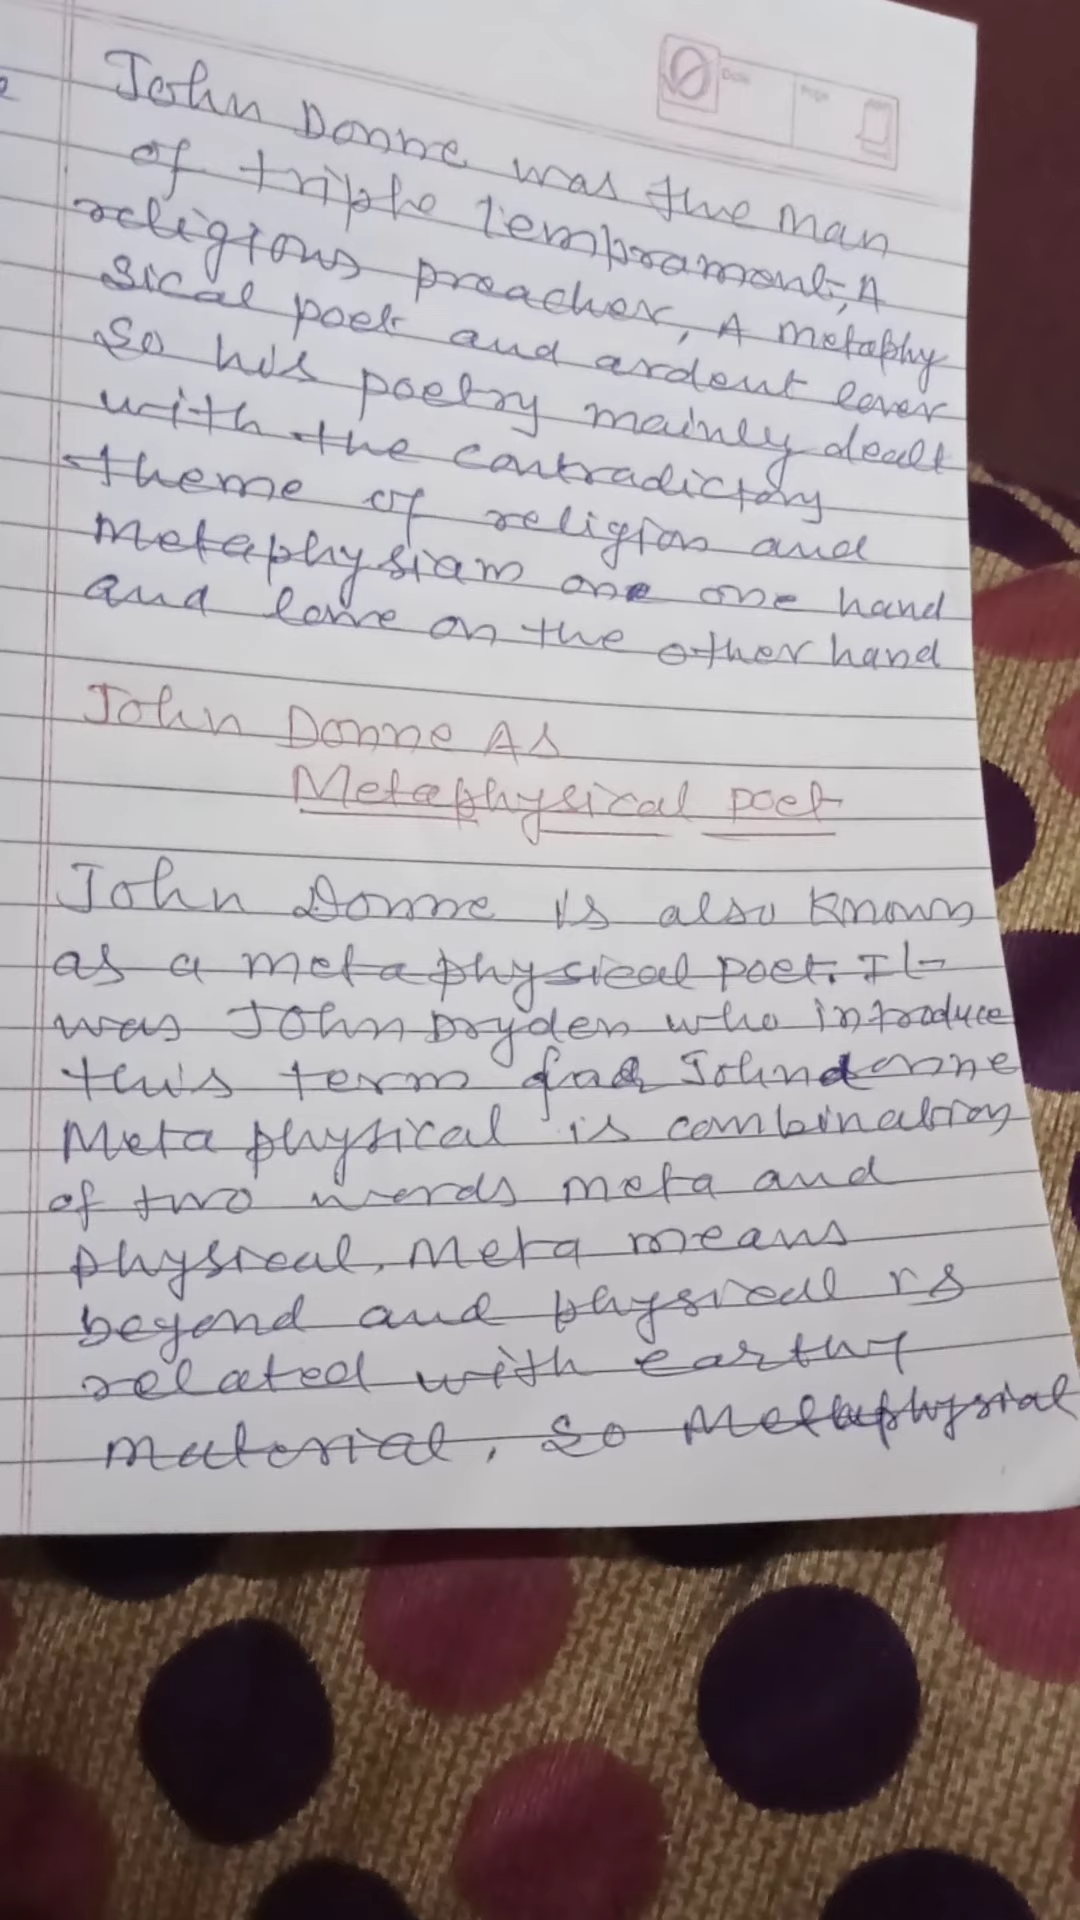 John Donne was the man
of triple tempramont, A
religious preacher, A metaphy
sical poet and ardent lover
So his poetry mainly dealt
with the contradictory
theme of religion and
Metaphysiam one one hand
and love on the other hand
John Donne As
Metaphysical poet
John Donne is also known
as a metaphysical poet. It
was John Dryden who introduce
this term for John donne
Meta physical is combination
of two words meta and
physical, Meta means
beyond and physical is
related with earthy
material, So Metaphysial